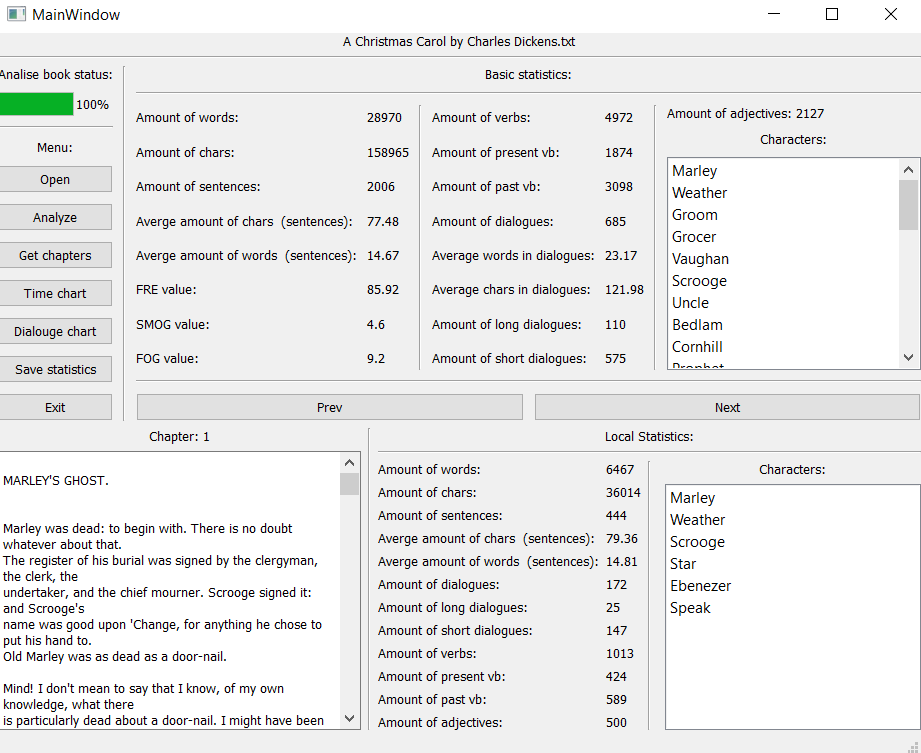 MainWindow
A Christmas Carol by Charles Dickens.txt
Analise book status:
100%
Menu:
Open
Analyze
Get chapters
Time chart
Dialouge chart
Save statistics
Exit
Basic statistics:
Amount of words: 28970
Amount of chars: 158965
Amount of sentences: 2006
Averge amount of chars (sentences): 77.48
Averge amount of words (sentences): 14.67
FRE value: 85.92
SMOG value: 4.6
FOG value: 9.2
Amount of verbs: 4972
Amount of present vb: 1874
Amount of past vb: 3098
Amount of dialogues: 685
Average words in dialogues: 23.17
Average chars in dialogues: 121.98
Amount of long dialogues: 110
Amount of short dialogues: 575
Amount of adjectives: 2127
Characters:
Marley
Weather
Groom
Grocer
Vaughan
Scrooge
Uncle
Bedlam
Cornhill
Prophet
Prev
Next
Chapter: 1
MARLEY'S GHOST.
Marley was dead: to begin with. There is no doubt
whatever about that.
The register of his burial was signed by the clergyman,
the clerk, the
undertaker, and the chief mourner. Scrooge signed it:
and Scrooge's
name was good upon 'Change, for anything he chose to
put his hand to.
Old Marley was as dead as a door-nail.
Mind! I don't mean to say that I know, of my own
knowledge, what there
is particularly dead about a door-nail. I might have been
Local Statistics:
Amount of words: 6467
Amount of chars: 36014
Amount of sentences: 444
Averge amount of chars (sentences): 79.36
Averge amount of words (sentences): 14.81
Amount of dialogues: 172
Amount of long dialogues: 25
Amount of short dialogues: 147
Amount of verbs: 1013
Amount of present vb: 424
Amount of past vb: 589
Amount of adjectives: 500
Characters:
Marley
Weather
Scrooge
Star
Ebenezer
Speak